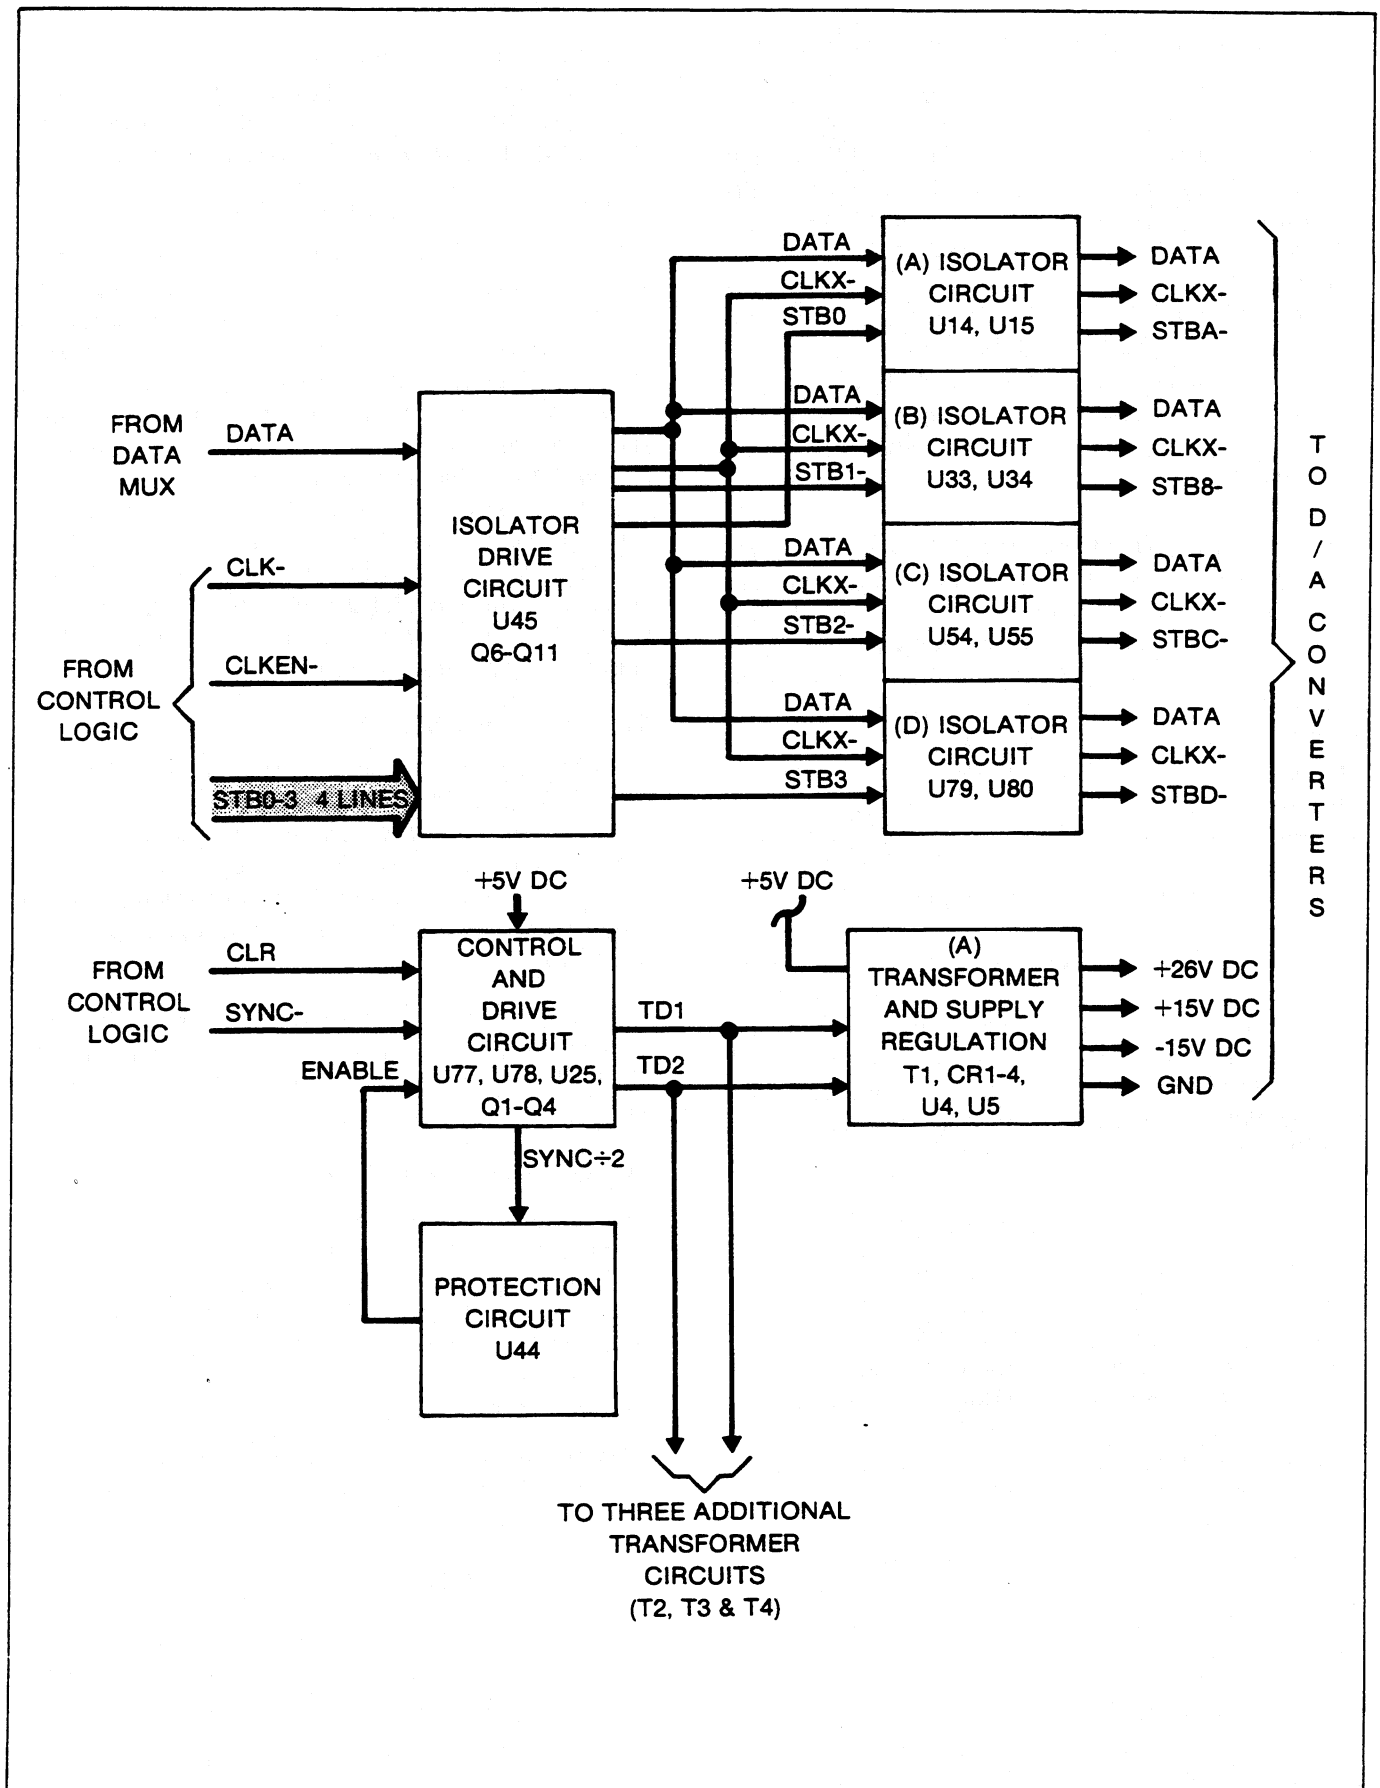 DATA
CLKX-
STB0
(A) ISOLATOR
CIRCUIT
U14, U15
DATA
CLKX-
STBA-
DATA
CLKX-
STB1-
(B) ISOLATOR
CIRCUIT
U33, U34
DATA
CLKX-
STB8-
DATA
CLKX-
STB2-
(C) ISOLATOR
CIRCUIT
U54, U55
DATA
CLKX-
STBC-
DATA
CLKX-
STB3
(D) ISOLATOR
CIRCUIT
U79, U80
DATA
CLKX-
STBD-
FROM
DATA
MUX
DATA
CLK-
CLKEN-
FROM
CONTROL
LOGIC
STB0-3 4 LINES
ISOLATOR
DRIVE
CIRCUIT
U45
Q6-Q11
TO D/A CONVERTERS
+5V DC
+5V DC
FROM
CONTROL
LOGIC
CLR
SYNC-
ENABLE
CONTROL
AND
DRIVE
CIRCUIT
U77, U78, U25,
Q1-Q4
TD1
TD2
(A)
TRANSFORMER
AND SUPPLY
REGULATION
T1, CR1-4,
U4, U5
+26V DC
+15V DC
-15V DC
GND
SYNC÷2
PROTECTION
CIRCUIT
U44
TO THREE ADDITIONAL
TRANSFORMER
CIRCUITS
(T2, T3 & T4)